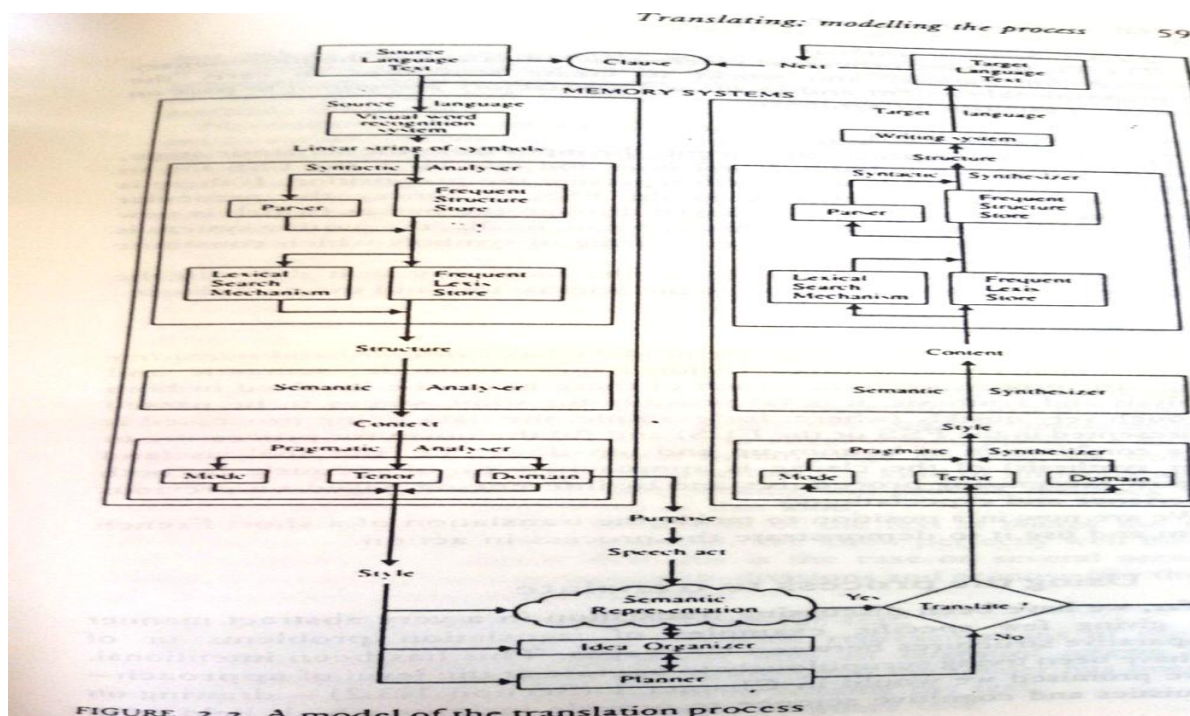 Translating: modelling the process 59
Source Language Text
Clause
Next
Target Language Text
MEMORY SYSTEMS
Source language
Visual word recognition system
Linear string of symbols
Syntactic Analyser
Parser
Frequent Structure Store
Lexical Search Mechanism
Frequent Lexis Store
Structure
Semantic Analyser
Context
Pragmatic Analyser
Mode
Tenor
Domain
Style
Target language
Writing system
Structure
Syntactic Synthesizer
Parser
Frequent Structure Store
Lexical Search Mechanism
Frequent Lexis Store
Content
Semantic Synthesizer
Style
Pragmatic Synthesizer
Mode
Tenor
Domain
Purpose
Speech act
Semantic Representation
Yes
Translate?
No
Idea Organizer
Planner
FIGURE 2.2 A model of the translation process